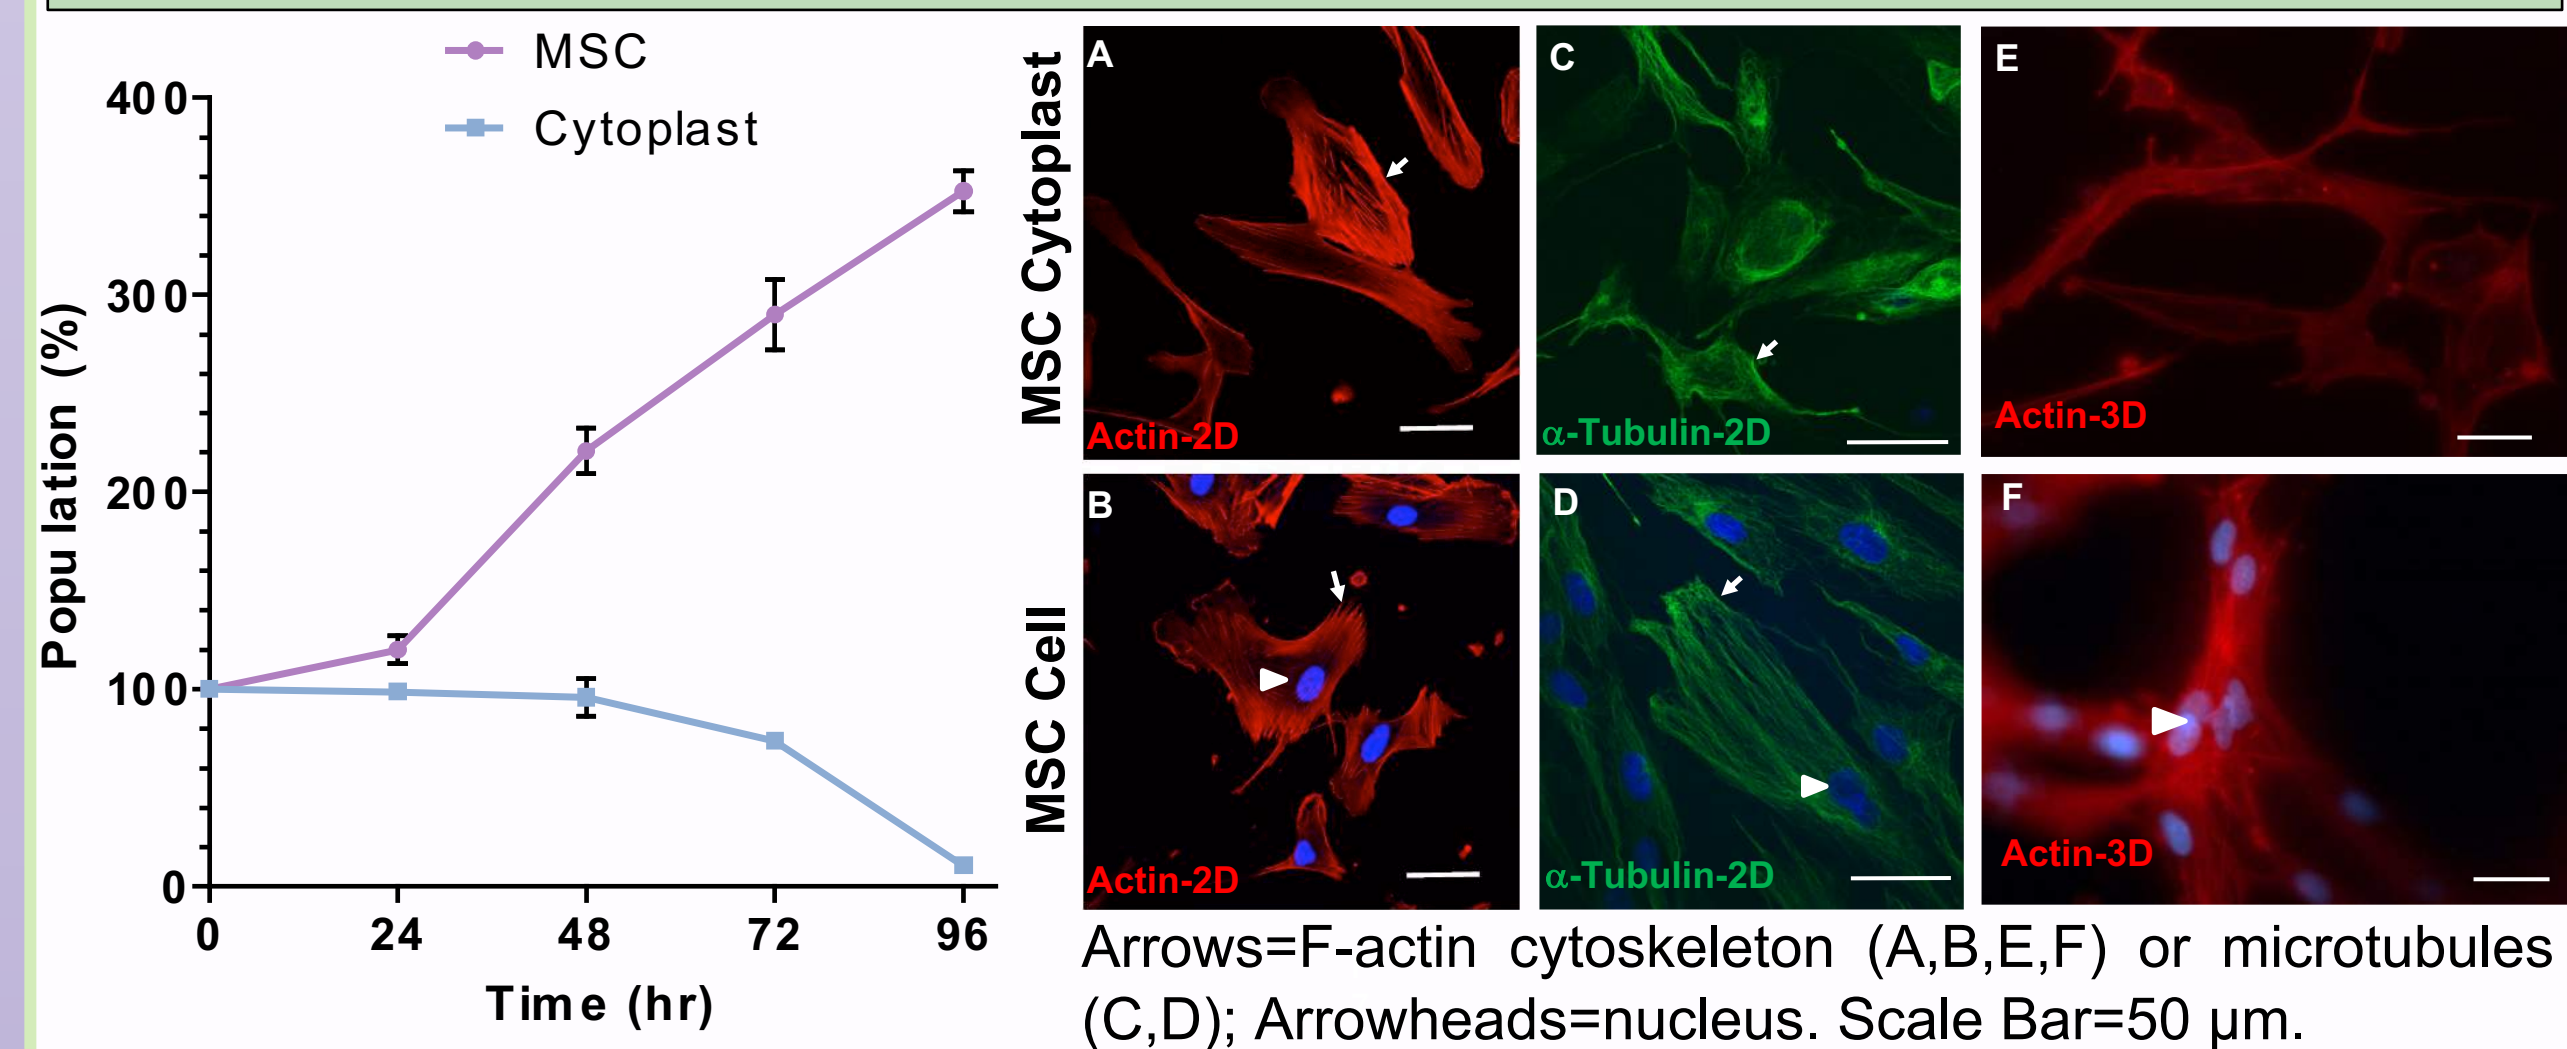 MSC
Cytoplast
400
300
200
100
0
Popu lation (%)
0 24 48 72 96
Time (hr)
MSC Cytoplast
MSC Cell
A
Actin-2D
C
α-Tubulin-2D
E
Actin-3D
B
Actin-2D
D
α-Tubulin-2D
F
Actin-3D
Arrows=F-actin cytoskeleton (A,B,E,F) or microtubules
(C,D); Arrowheads=nucleus. Scale Bar=50 µm.